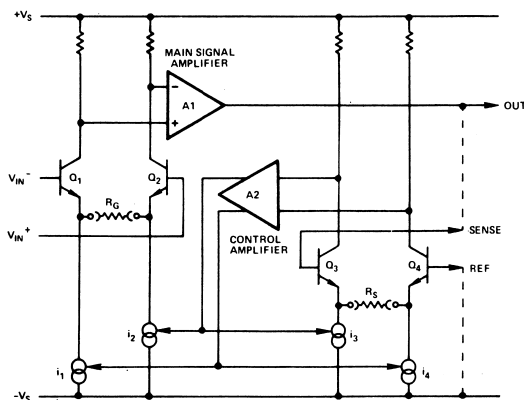 +VS
MAIN SIGNAL
AMPLIFIER
A1
−
+
OUT
VIN−
Q1
Q2
RG
A2
VIN+
CONTROL
AMPLIFIER
SENSE
Q3
Q4
REF
RS
i2
i3
i1
i4
−VS